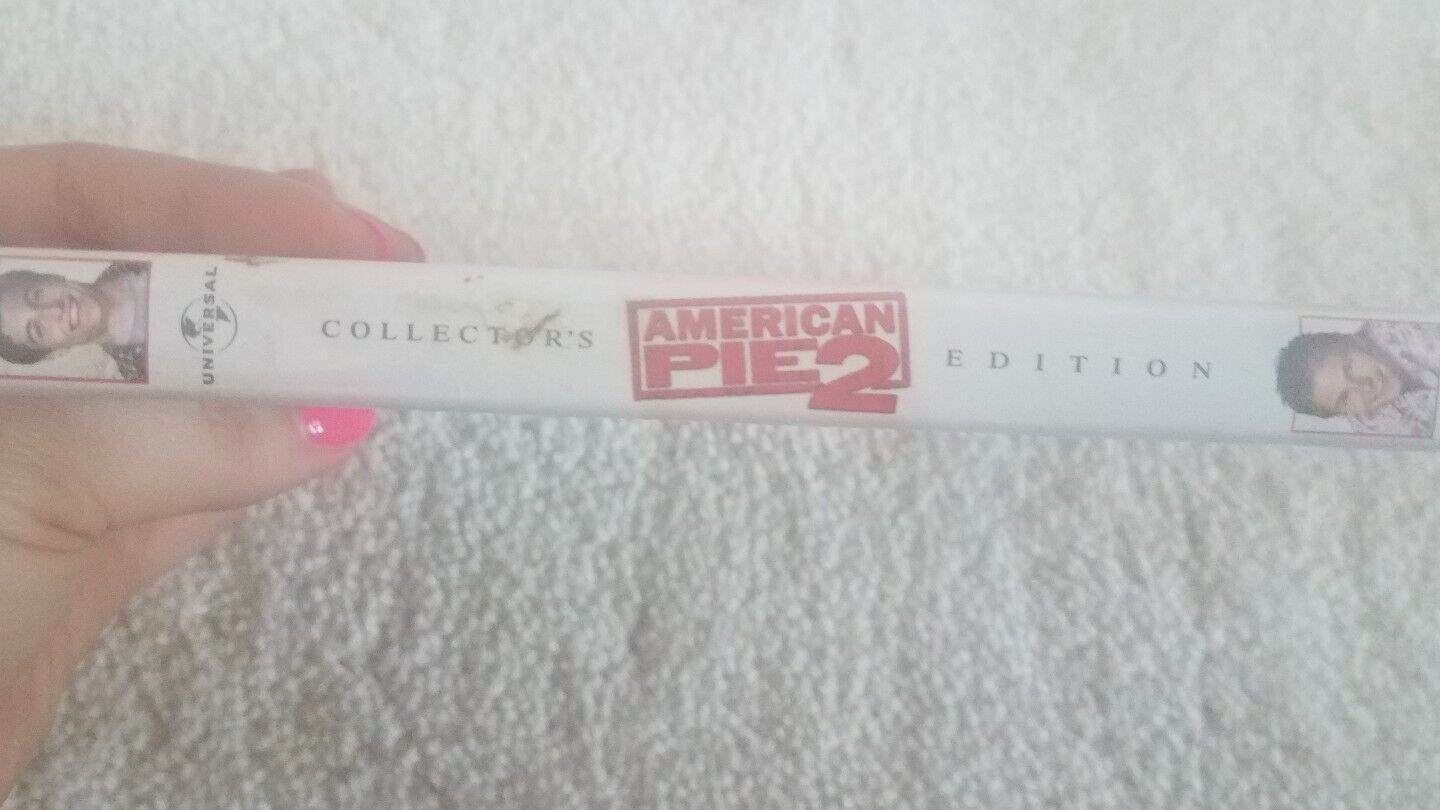 UNIVERSAL
COLLECTOR'S
AMERICAN
PIE 2
EDITION